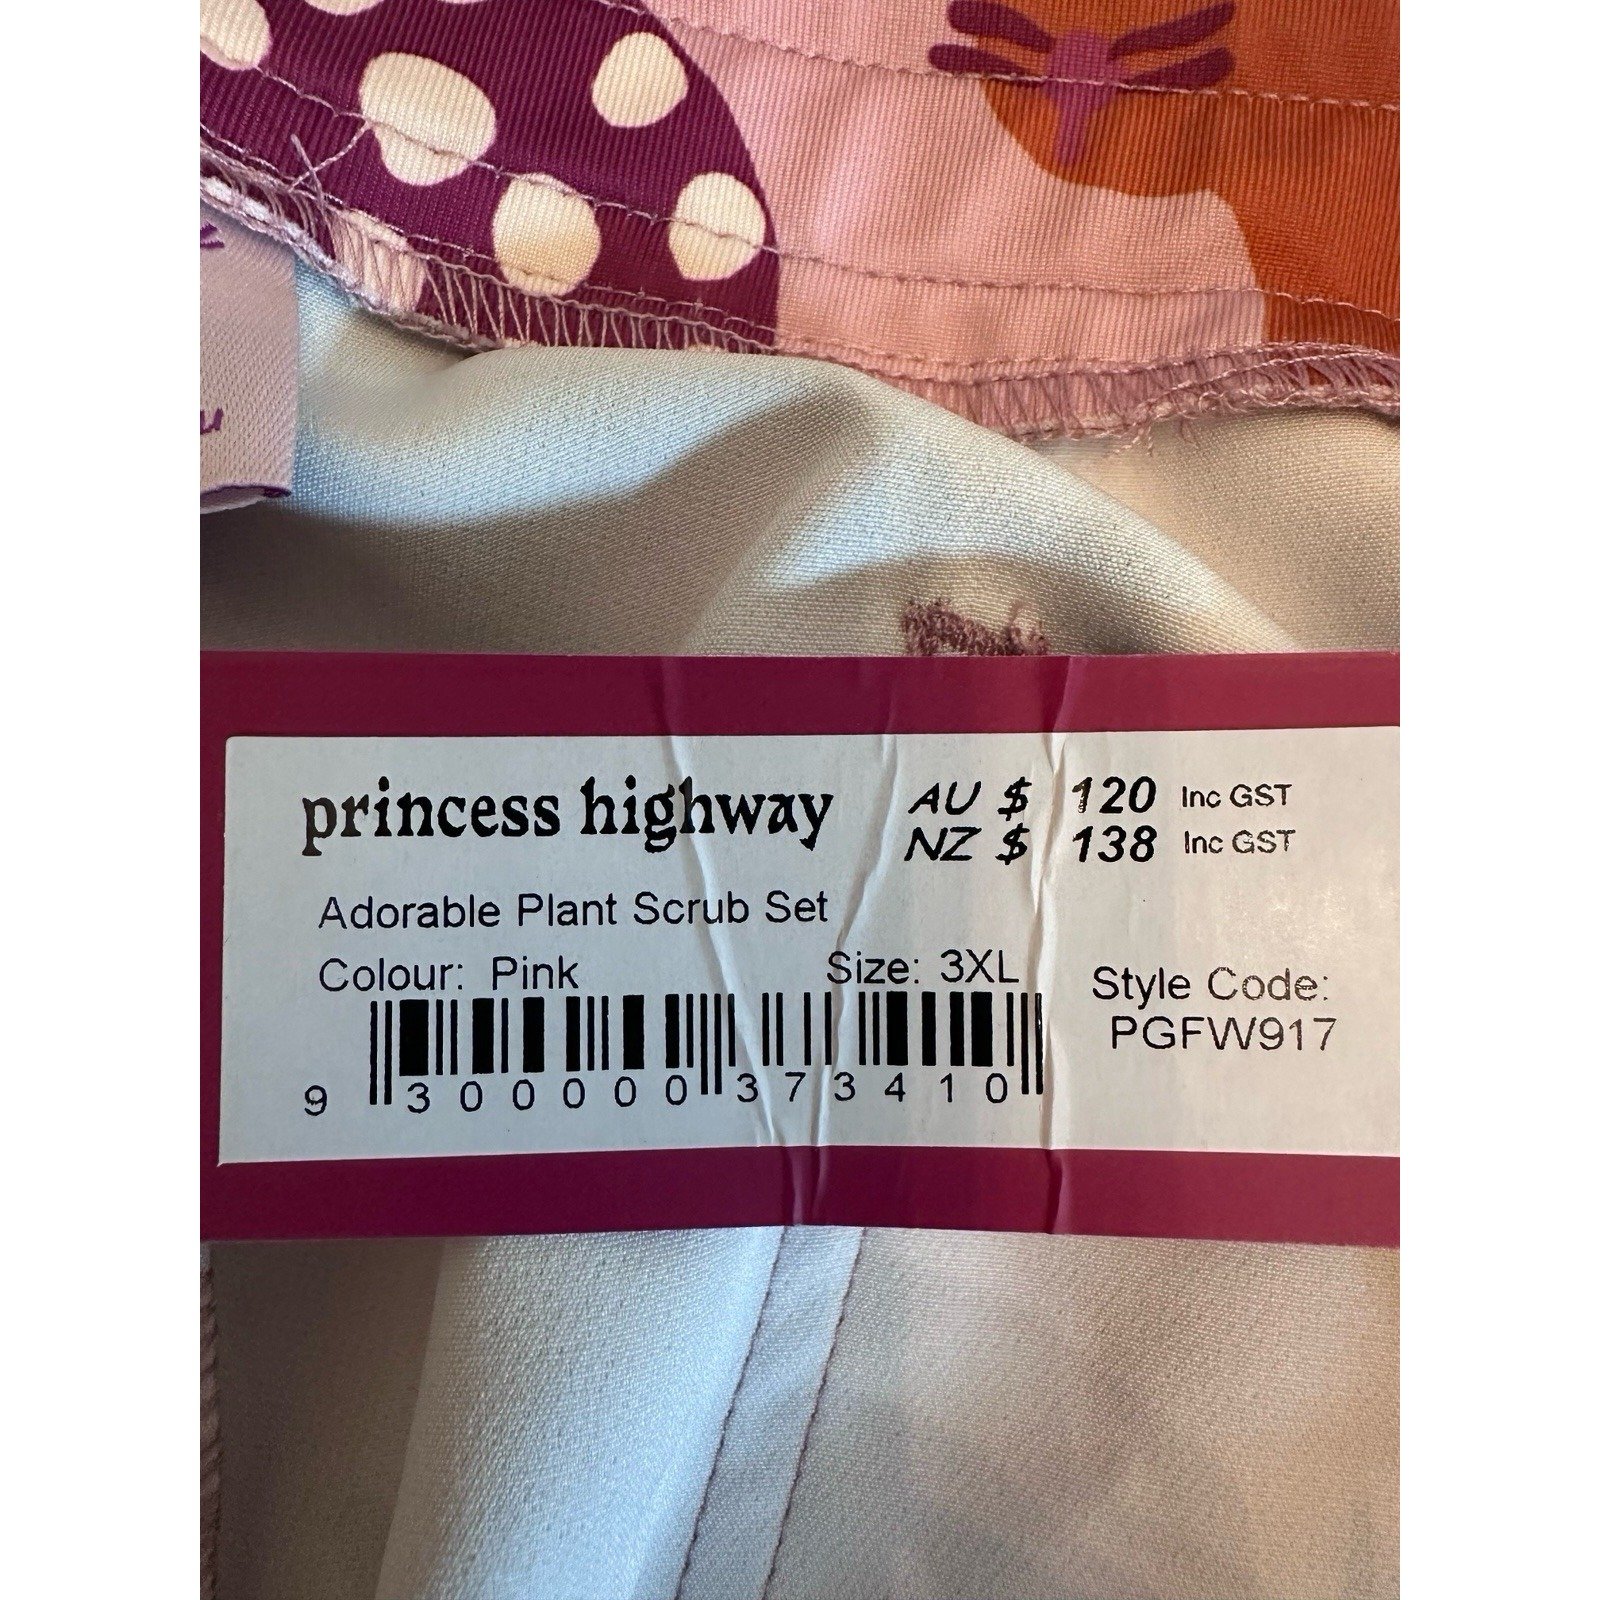 u
princess highway
AU $ 120 Inc GST
NZ $ 138 Inc GST
Adorable Plant Scrub Set
Colour: Pink
Size: 3XL
Style Code:
PGFW917
9 300000 373410